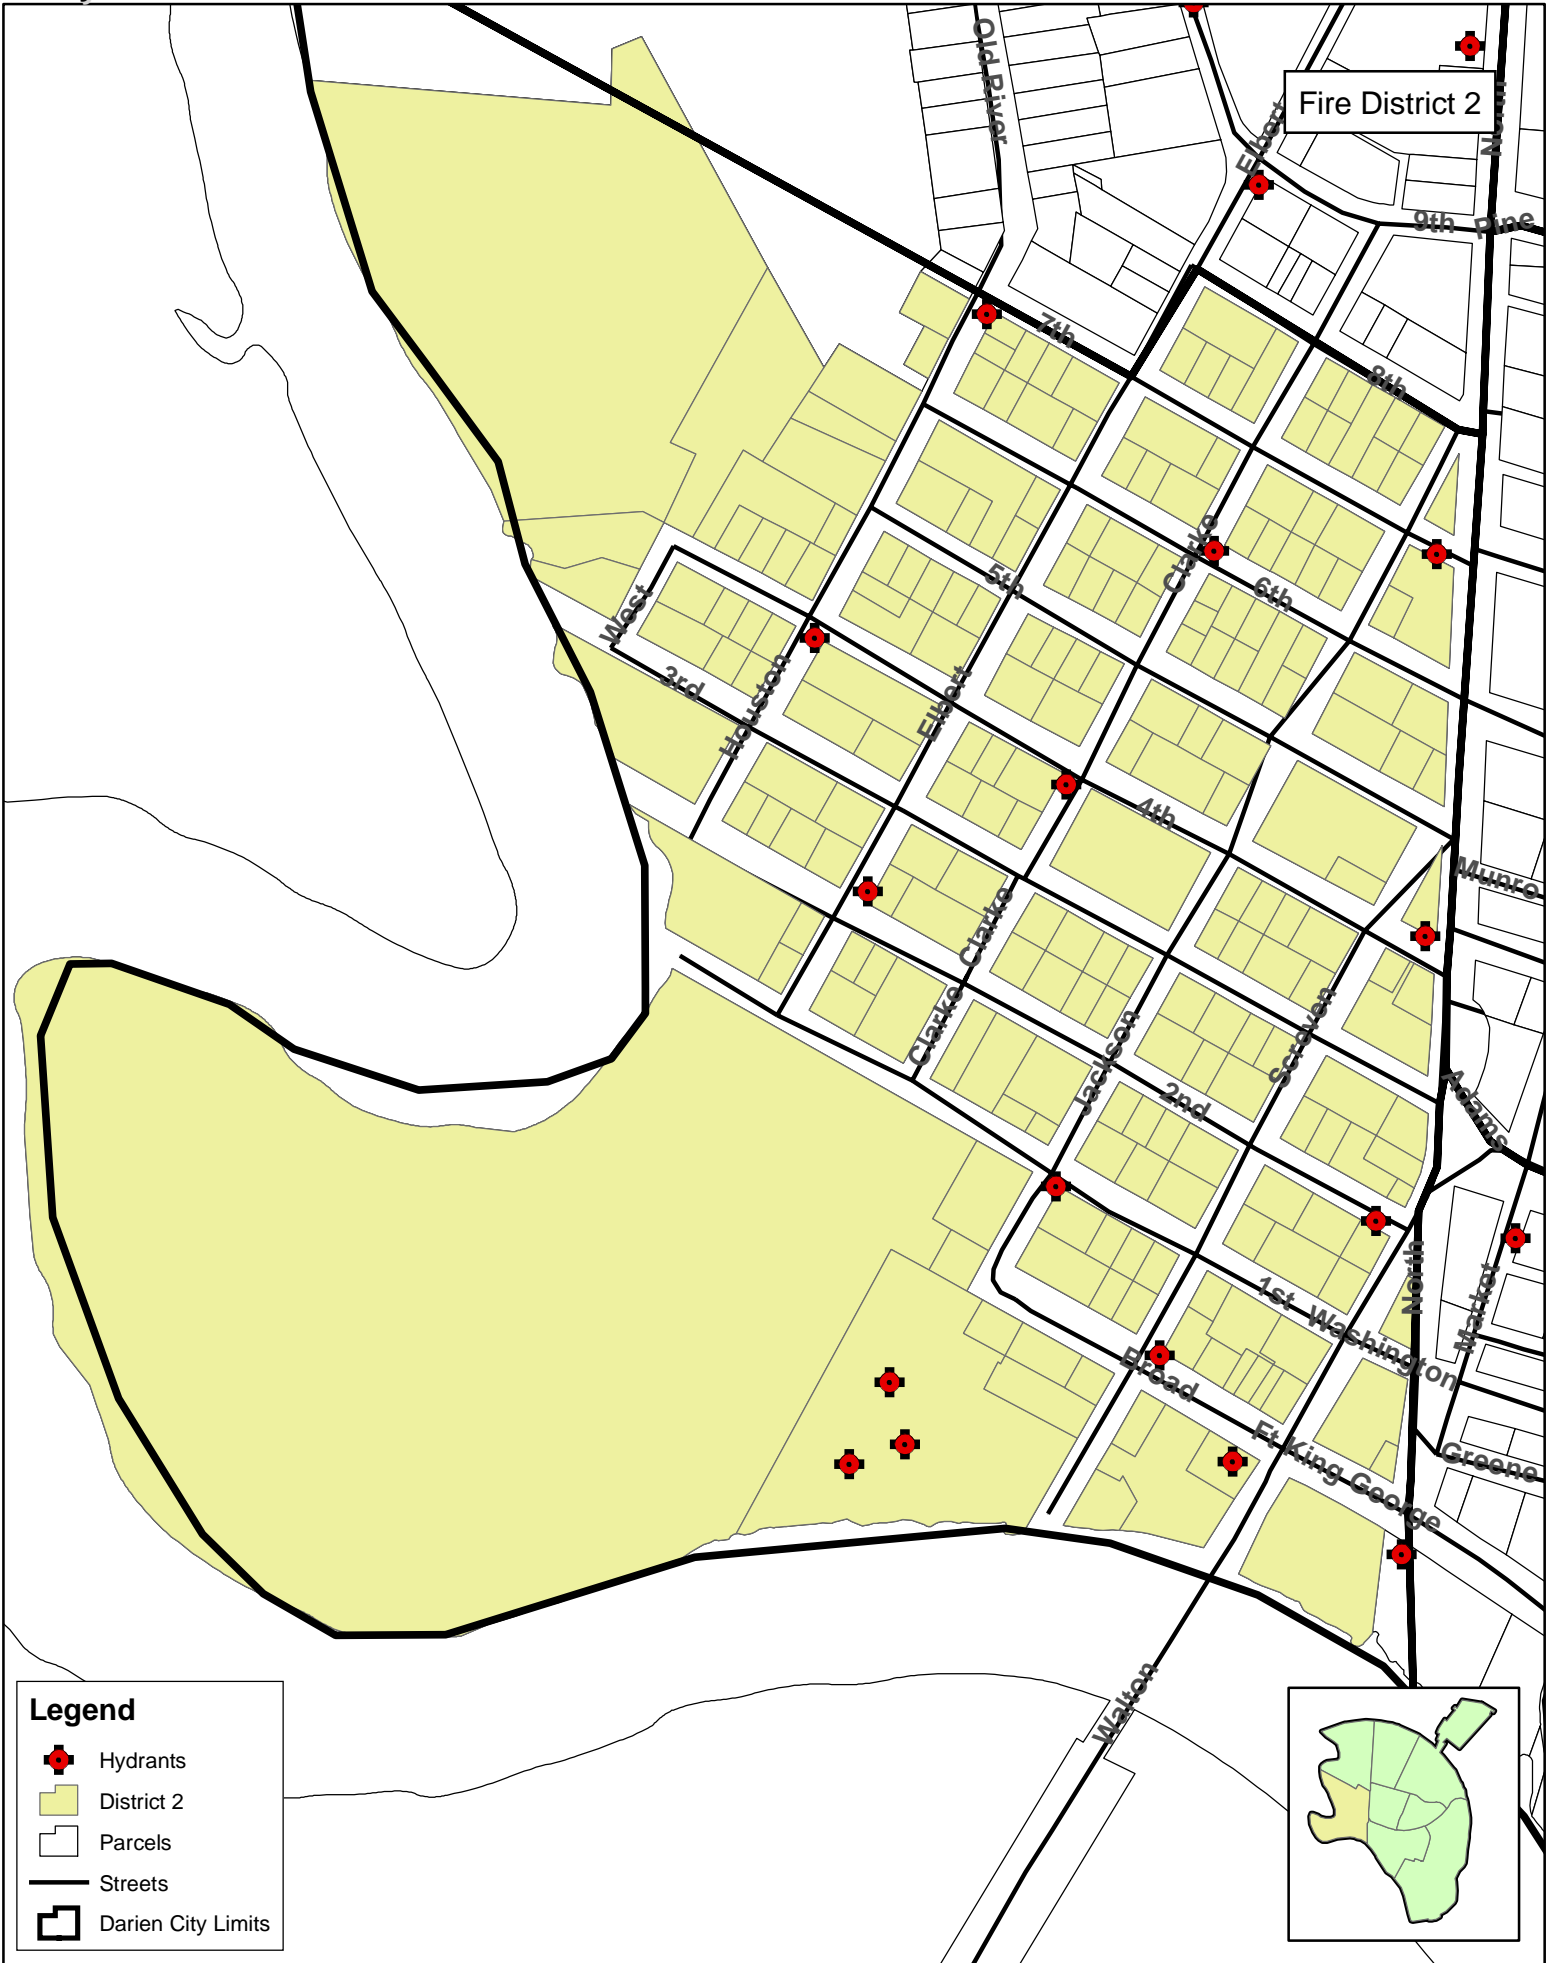 Old River
Fire District 2
Elbert
9th
Pine
7th
8th
Clarke
5th
6th
West
3rd
Houston
Elbert
4th
Munro
Clarke
Clarke
Jackson
Screven
2nd
Adams
North
Market
1st
Washington
Broad
Ft King George
Greene
Walton
Legend
Hydrants
District 2
Parcels
Streets
Darien City Limits